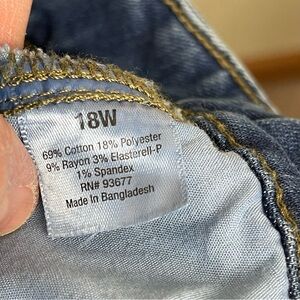 18W
69% Cotton 18% Polyester
9% Rayon 3% Elasterell-P
1% Spandex
RN# 93677
Made In Bangladesh